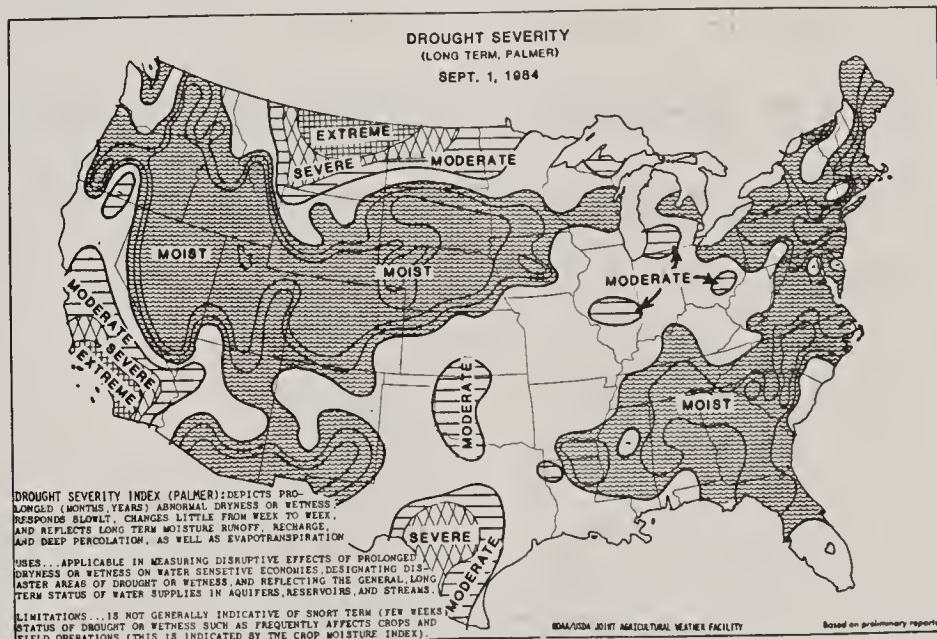 DROUGHT SEVERITY
(LONG TERM, PALMER)
SEPT. 1, 1984
EXTREME
SEVERE
MODERATE
MOIST
MOIST
MODERATE
MODERATE
SEVERE
EXTREME
MODERATE
MOIST
SEVERE
MODERATE
DROUGHT SEVERITY INDEX (PALMER): DEPICTS PRO-
LONGED (MONTHS, YEARS) ABNORMAL DRYNESS OR WETNESS
RESPONDS SLOWLT, CHANGES LITTLE FROM WEEK TO WEEK,
AND REFLECTS LONG TERM MOISTURE RUNOFF, RECHARGE,
AND DEEP PERCOLATION, AS WELL AS EVAPOTRANSPIRATION
USES...APPLICABLE IN MEASURING DISRUPTIVE EFFECTS OF PROLONGED
DRYNESS OR WETNESS ON WATER SENSETIVE ECONOMIES, DESIGNATING DIS-
ASTER AREAS OF DROUGHT OR WETNESS, AND REFLECTING THE GENERAL, LONG
TERM STATUS OF WATER SUPPLIES IN AQUIFERS, RESERVOIRS, AND STREAMS.
LIMITATIONS...IS NOT GENERALLY INDICATIVE OF SNORT TERM (FEW WEEKS
STATUS OF DROUGHT OR WETNESS SUCH AS FREQUENTLY AFFECTS CROPS AND
FIELD OPERATIONS (THIS IS INDICATED BY THE CROP MOISTURE INDEX).
NOAA/USDA JOINT AGRICULTURAL WEATHER FACILITY
Based on preliminary reports